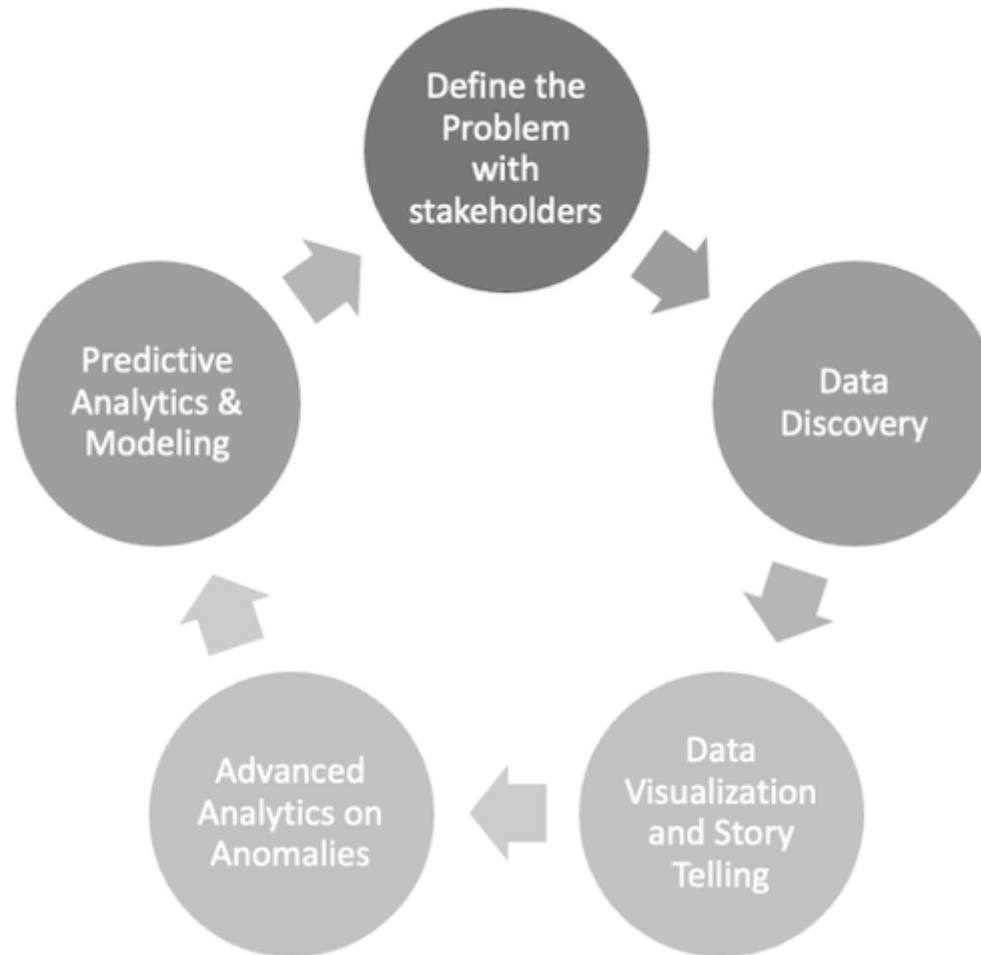 Define the
Problem
with
stakeholders
Data
Discovery
Data
Visualization
and Story
Telling
Advanced
Analytics on
Anomalies
Predictive
Analytics &
Modeling